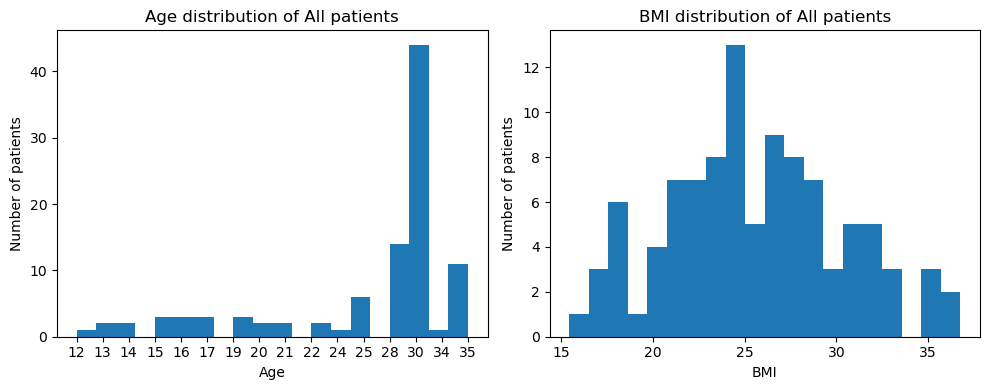 Age distribution of All patients
Number of patients
40
30
20
10
0
12 13 14 15 16 17 19 20 21 22 24 25 28 30 34 35
Age
BMI distribution of All patients
Number of patients
12
10
8
6
4
2
0
15 20 25 30 35
BMI